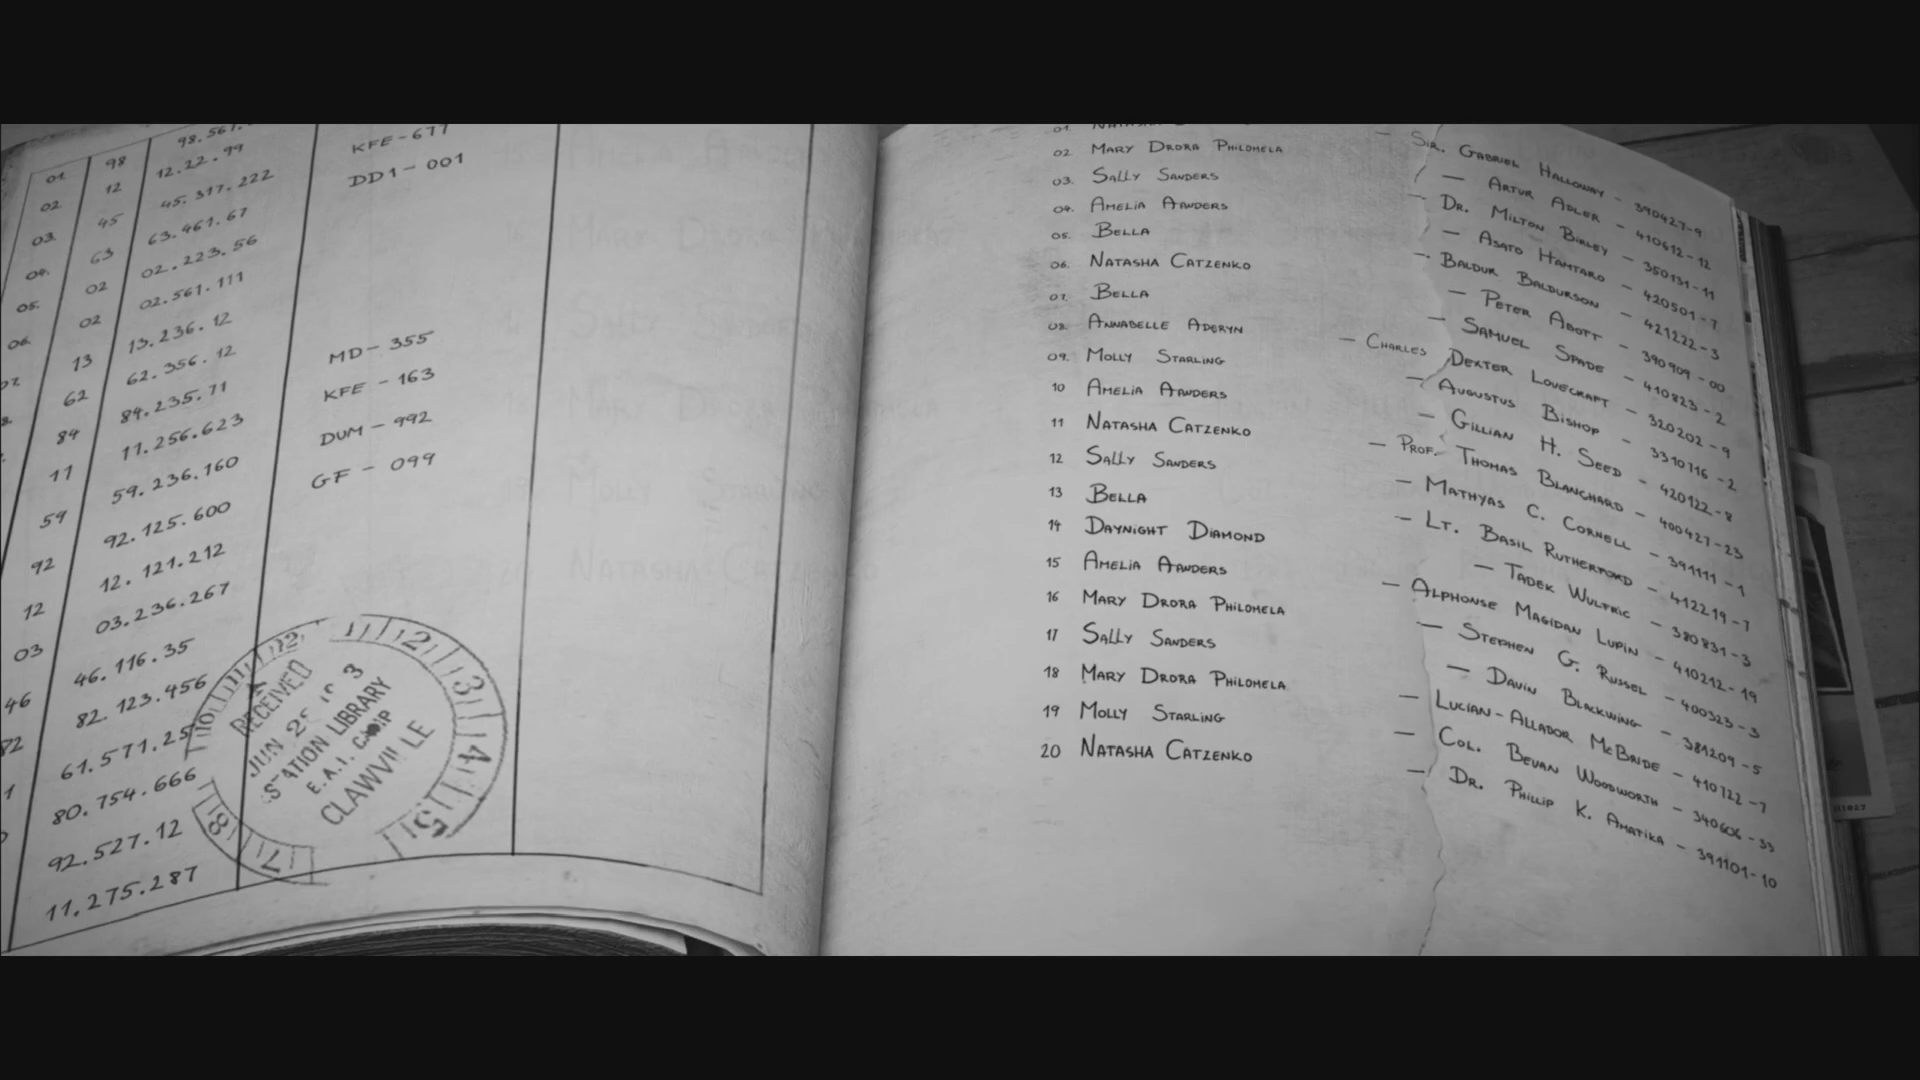 01 98 98.567.
02 12 12.22.99
03. 45 45.317.222 KFE-677
04. 63 63.461.67 DD1-001
05. 02 02.223.56
06. 02 02.561.111
07. 13 13.236.12
62 62.356.12
84 84.235.71 MD-355
11 11.256.623 KFE-163
59 59.236.160 DUM-992
92 92.125.600 GF-099
12 12.121.212
03 03.236.267
46 46.116.35
82 82.123.456
61.571.25
80.754.666
92.527.12
11.275.287
RECEIVED
JUN
STATION LIBRARY
E.A.I.
CLAWVILLE
01. — Sir. Gabriel Halloway - 390427-9
02. Mary Drora Philomela — Artur Adler - 410612-12
03. Sally Sanders — Dr. Milton Birley - 350131-11
04. Amelia Aanders — Asato Hamtaro - 420501-7
05. Bella — Baldur Baldurson - 421222-3
06. Natasha Catzenko — Peter Abott - 390909-00
07. Bella — Samuel Spade - 410823-2
08. Annabelle Aderyn — Charles Dexter Lovecraft - 320202-9
09. Molly Starling — Augustus Bishop - 3310716-2
10 Amelia Aanders — Gillian H. Seed - 420122-8
11 Natasha Catzenko — Prof. Thomas Blanchard - 400427-23
12 Sally Sanders — Mathyas C. Cornell - 391111-1
13 Bella — Lt. Basil Rutherford - 412219-7
14 Daynight Diamond — Tadek Wulfric - 380831-3
15 Amelia Aanders — Alphonse Magidan Lupin - 410212-19
16 Mary Drora Philomela — Stephen G. Russel - 400323-3
17 Sally Sanders — Davin Blackwing - 381209-5
18 Mary Drora Philomela — Lucian-Allador McBride - 410722-7
19 Molly Starling — Col. Bevan Woodworth - 340606-33
20 Natasha Catzenko — Dr. Phillip K. Amatika - 391101-10